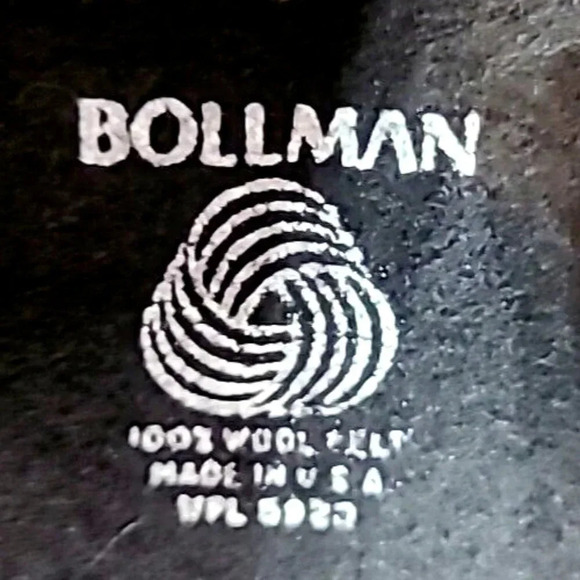 BOLLMAN
100% WOOL FELT
MADE IN U S A
WPL 5923